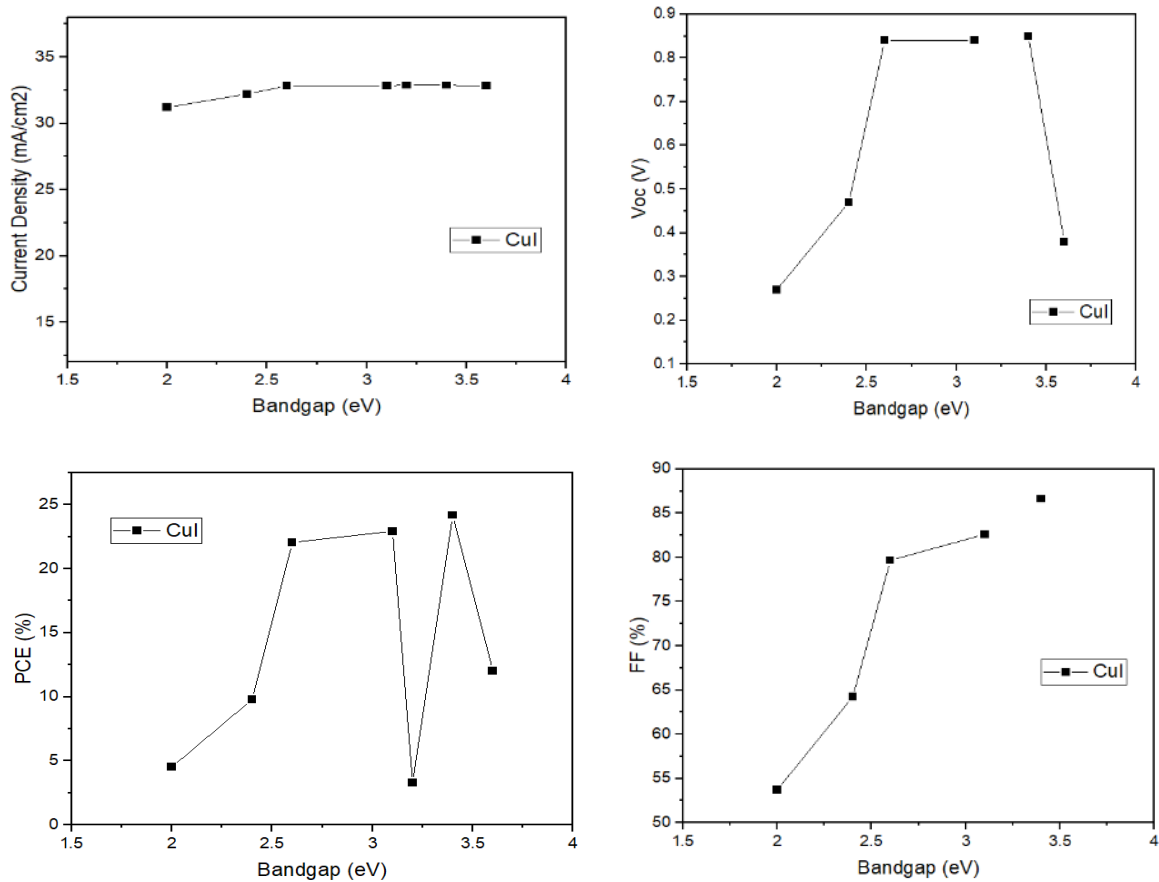 35
30
25
20
15
Current Density (mA/cm2)
CuI
1.5 2 2.5 3 3.5 4
Bandgap (eV)
0.9
0.8
0.7
0.6
0.5
0.4
0.3
0.2
0.1
Voc (V)
CuI
1.5 2 2.5 3 3.5 4
Bandgap (eV)
25
20
15
10
5
0
PCE (%)
CuI
1.5 2 2.5 3 3.5 4
Bandgap (eV)
90
85
80
75
70
65
60
55
50
FF (%)
CuI
1.5 2 2.5 3 3.5 4
Bandgap (eV)